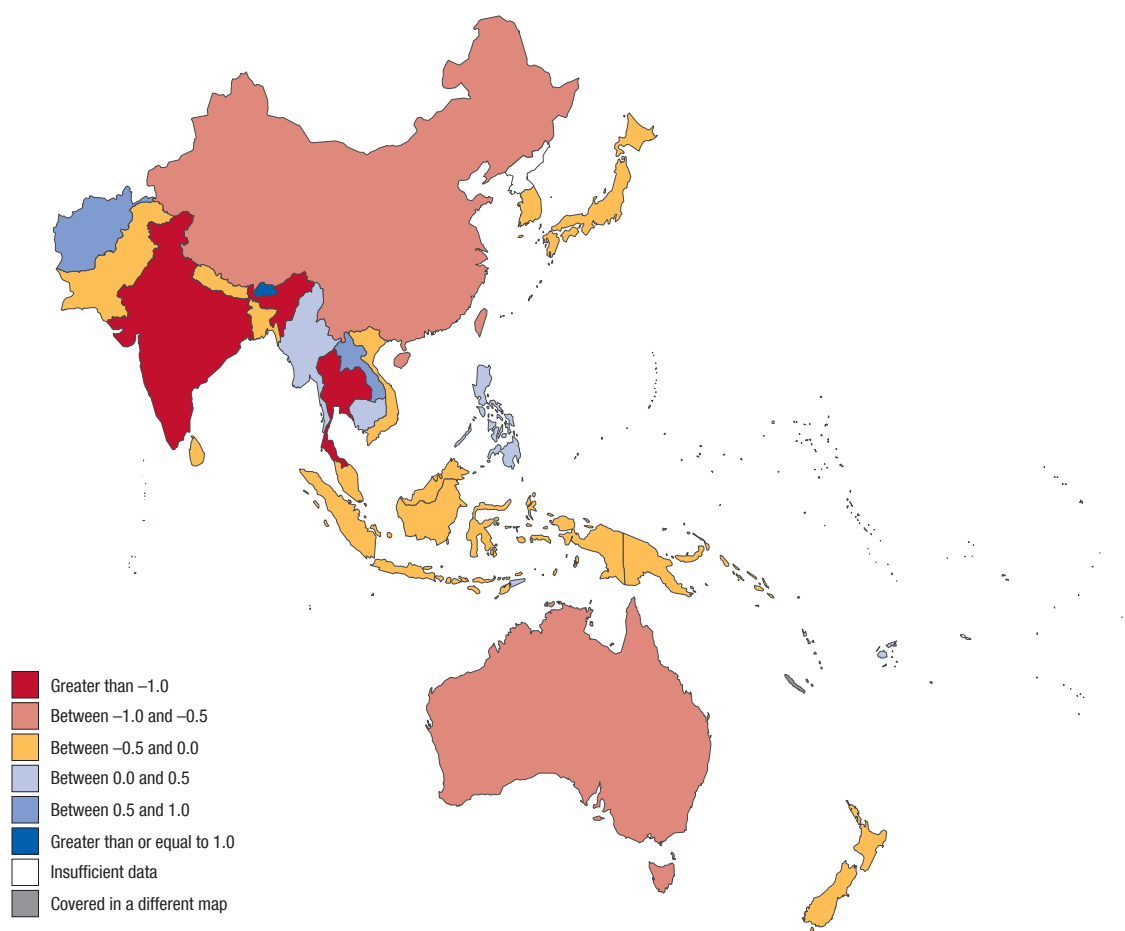 Greater than –1.0
Between –1.0 and –0.5
Between –0.5 and 0.0
Between 0.0 and 0.5
Between 0.5 and 1.0
Greater than or equal to 1.0
Insufficient data
Covered in a different map